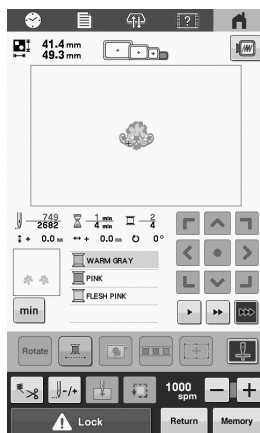 41.4 mm
49.3 mm
749
2682
1 min
4 min
2
4
+ 0.0 mm + 0.0 mm 0°
WARM GRAY
PINK
FLESH PINK
min
Rotate
-/+
1000 spm
- +
Lock
Return
Memory